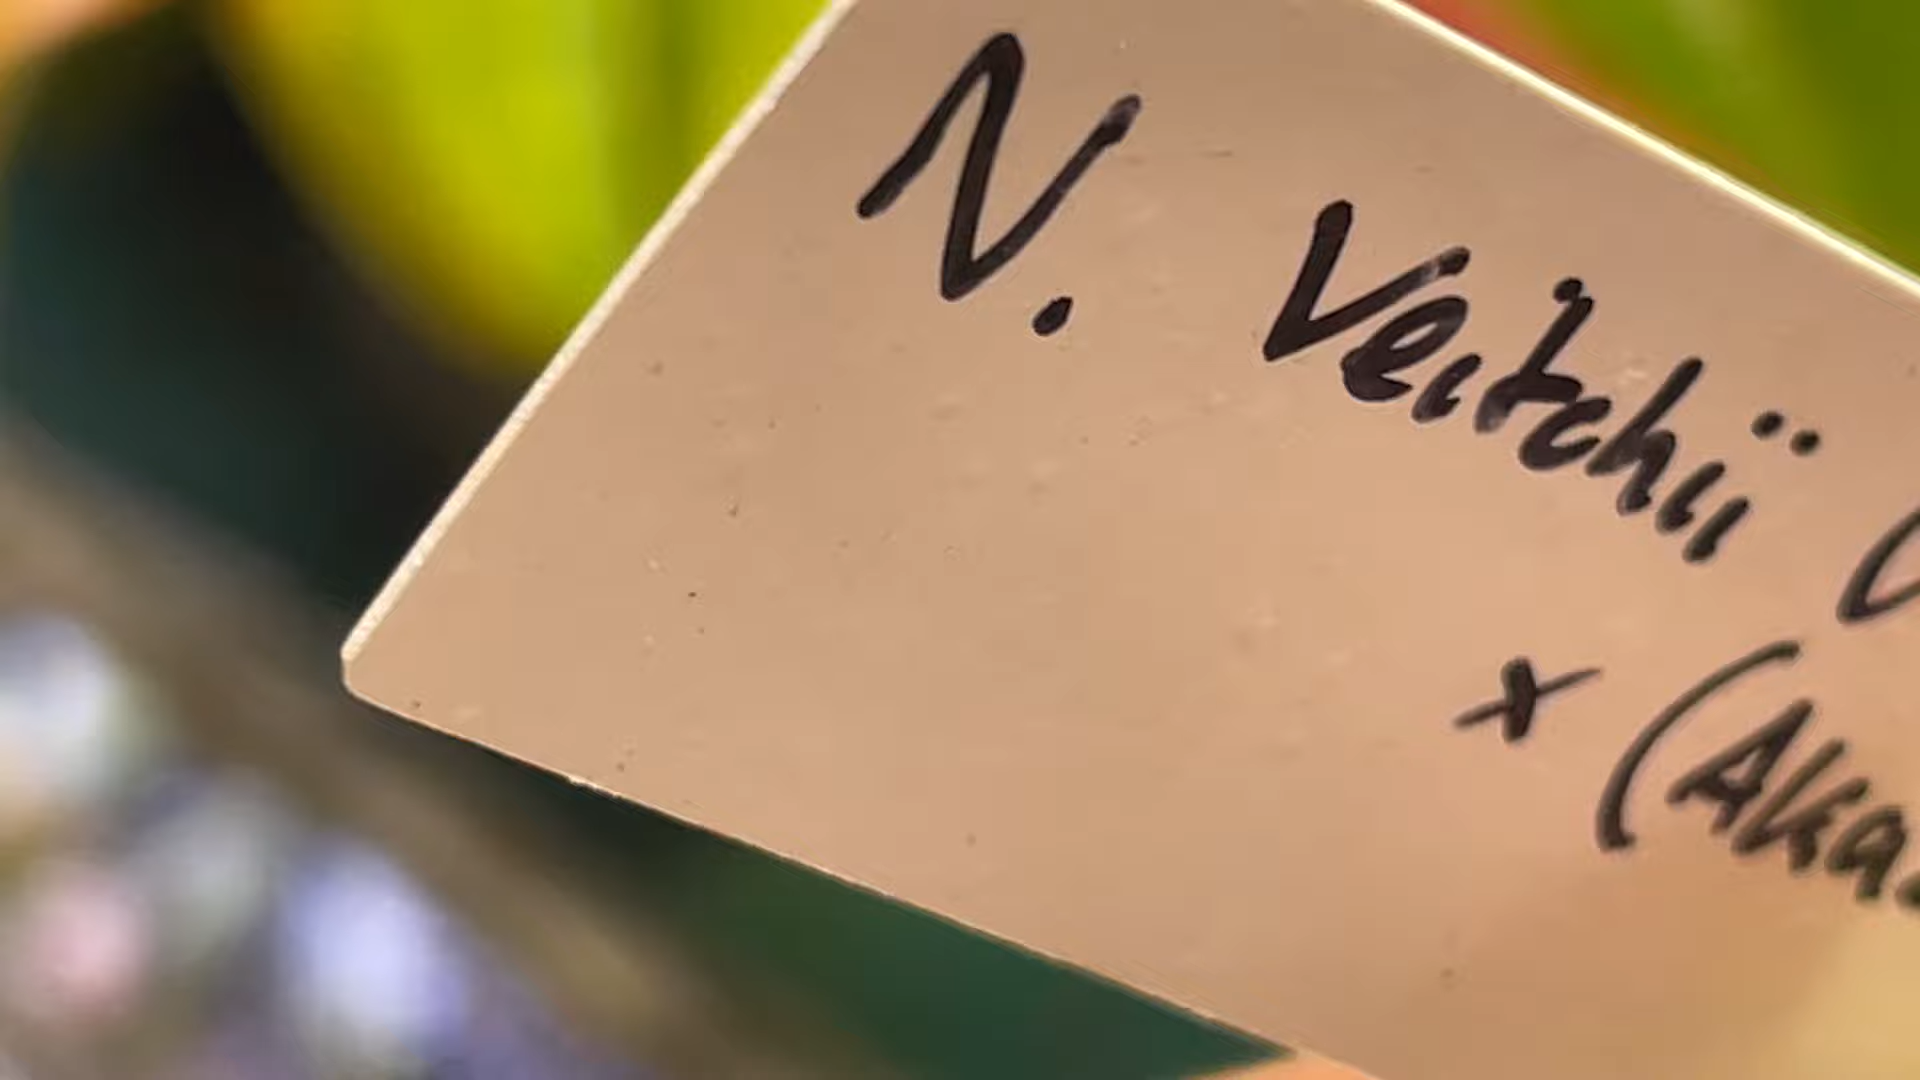 N. Veitchii (
x (Aka